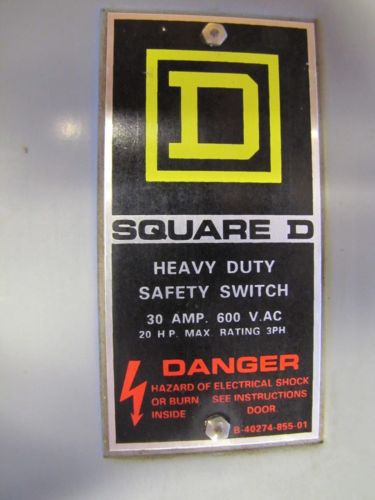 D
SQUARE D
HEAVY DUTY
SAFETY SWITCH
30 AMP. 600 V.AC
20 H P. MAX. RATING 3PH
DANGER
HAZARD OF ELECTRICAL SHOCK
OR BURN SEE INSTRUCTIONS
INSIDE DOOR.
B-40274-855-01